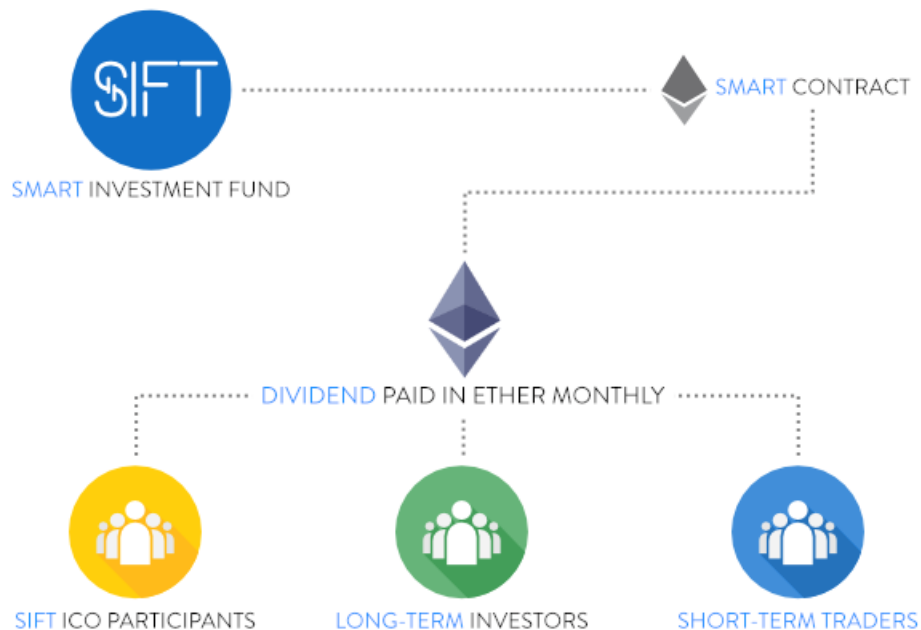 SIFT
SMART CONTRACT
SMART INVESTMENT FUND
DIVIDEND PAID IN ETHER MONTHLY
SIFT ICO PARTICIPANTS
LONG-TERM INVESTORS
SHORT-TERM TRADERS